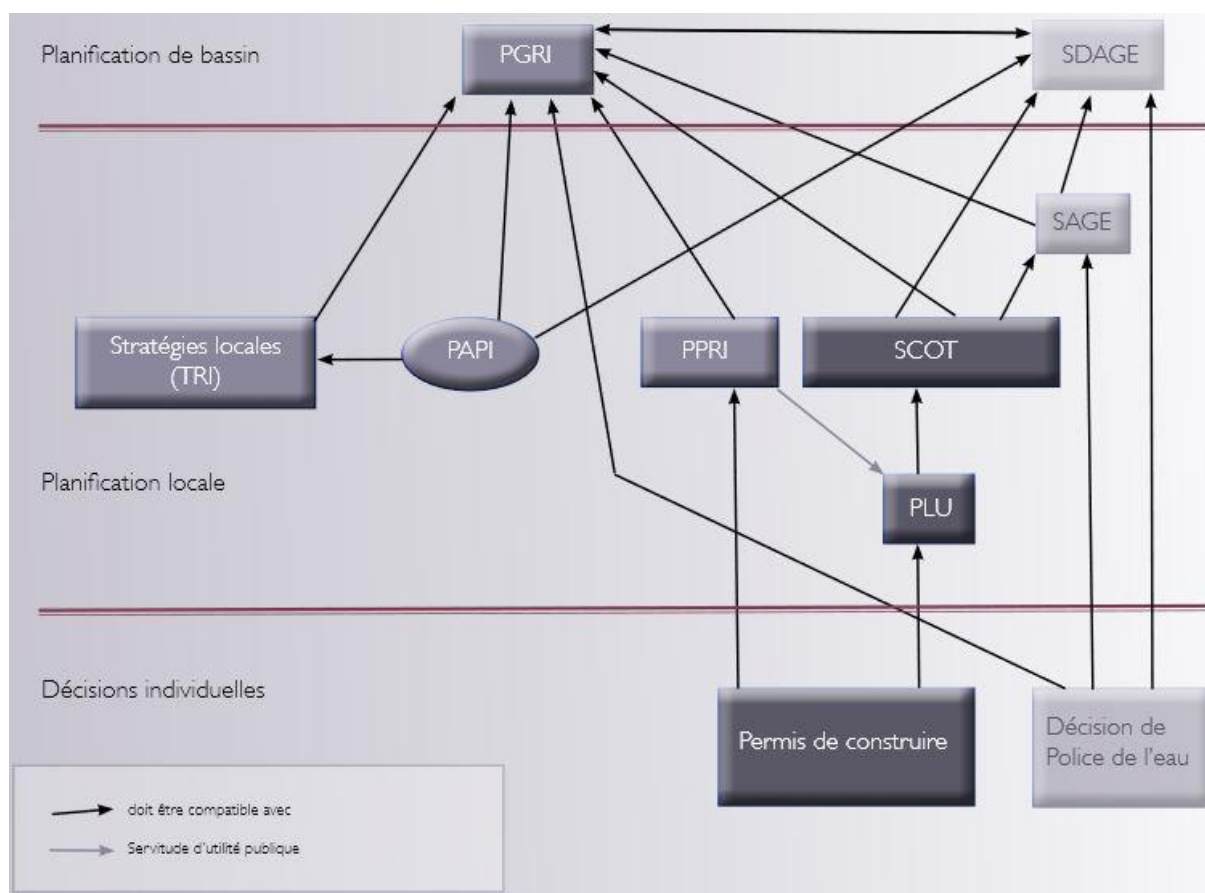 Planification de bassin
PGRI
SDAGE
SAGE
Stratégies locales
(TRI)
PAPI
PPRI
SCOT
Planification locale
PLU
Décisions individuelles
Permis de construire
Décision de
Police de l'eau
doit être compatible avec
Servitude d'utilité publique